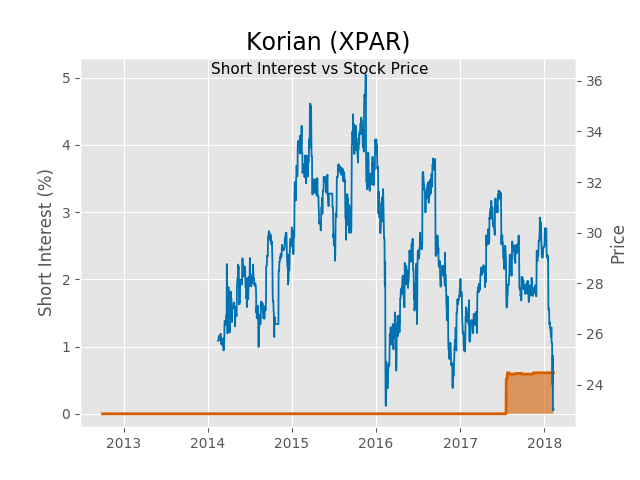 Korian (XPAR)
Short Interest vs Stock Price
Short Interest (%)
5
4
3
2
1
0
36
34
32
30
28
26
24
Price
2013 2014 2015 2016 2017 2018